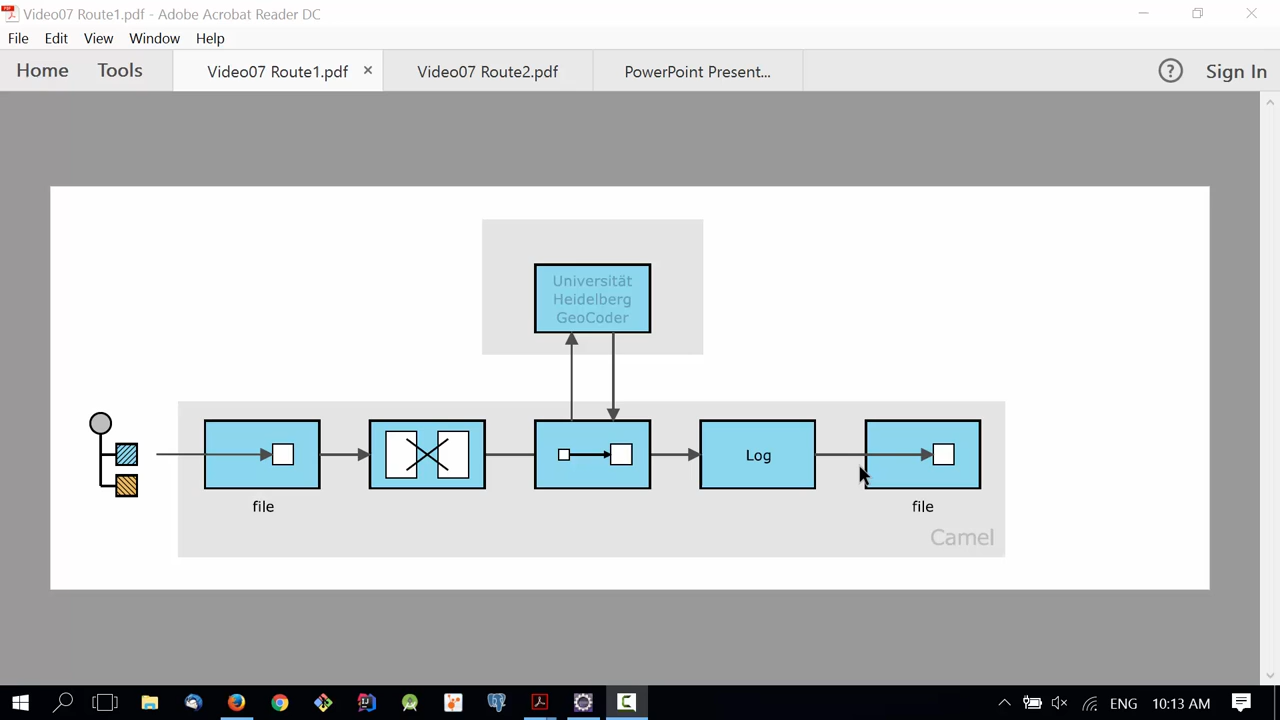 Video07 Route1.pdf - Adobe Acrobat Reader DC
File Edit View Window Help
Home Tools Video07 Route1.pdf × Video07 Route2.pdf PowerPoint Present... ? Sign In
Universität
Heidelberg
GeoCoder
Log
file file
Camel
ENG 10:13 AM